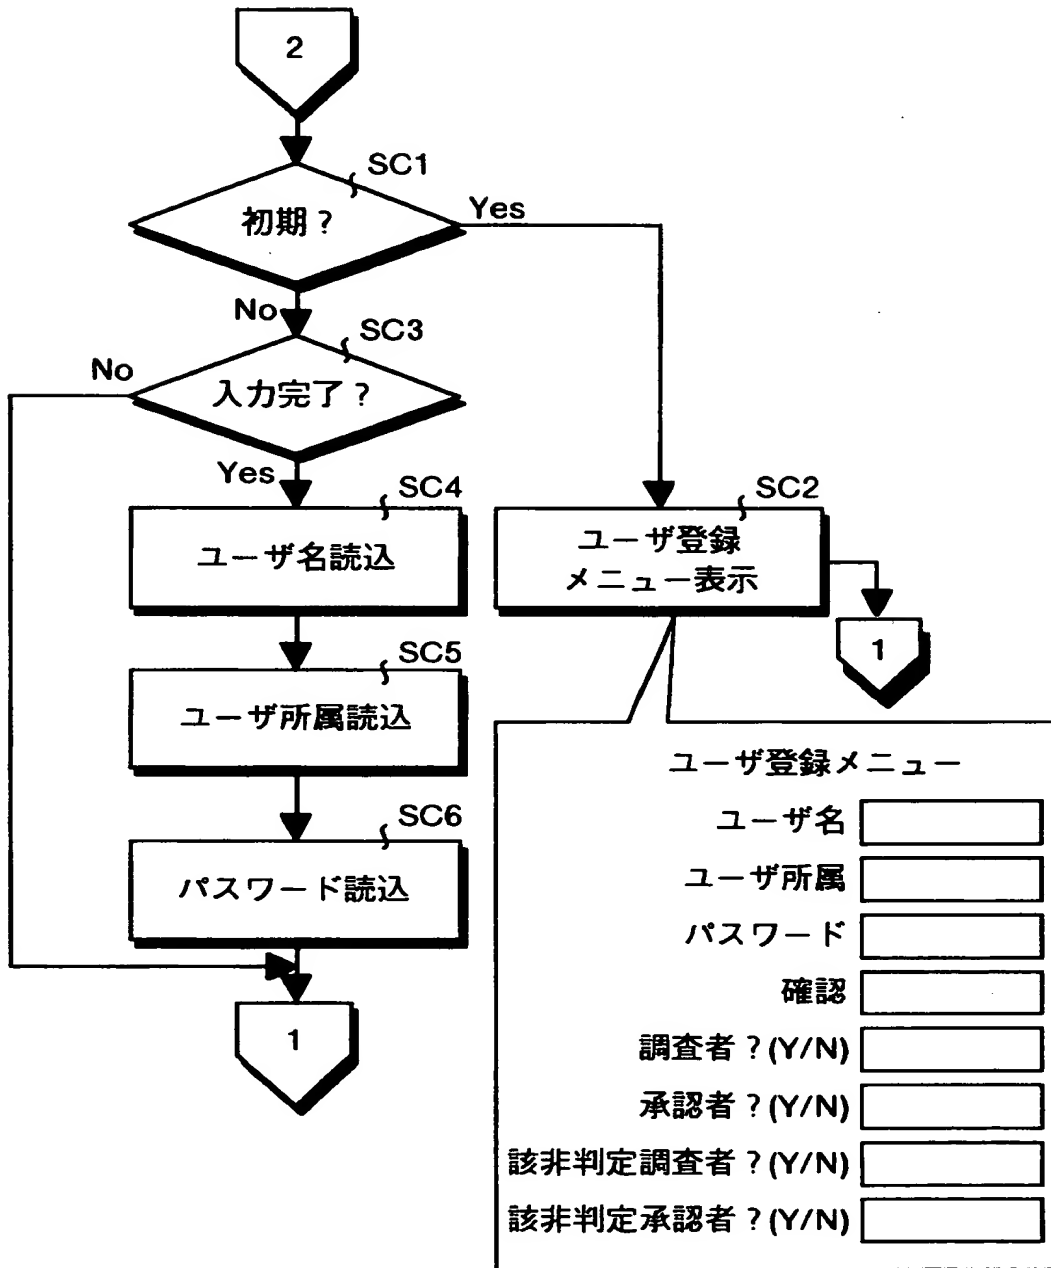 2
SC1
初期?
Yes
No
SC3
No
入力完了?
Yes
SC4
ユーザ名読込
SC2
ユーザ登録
メニュー表示
1
SC5
ユーザ所属読込
SC6
パスワード読込
1
ユーザ登録メニュー
ユーザ名
ユーザ所属
パスワード
確認
調査者?(Y/N)
承認者?(Y/N)
該非判定調査者?(Y/N)
該非判定承認者?(Y/N)